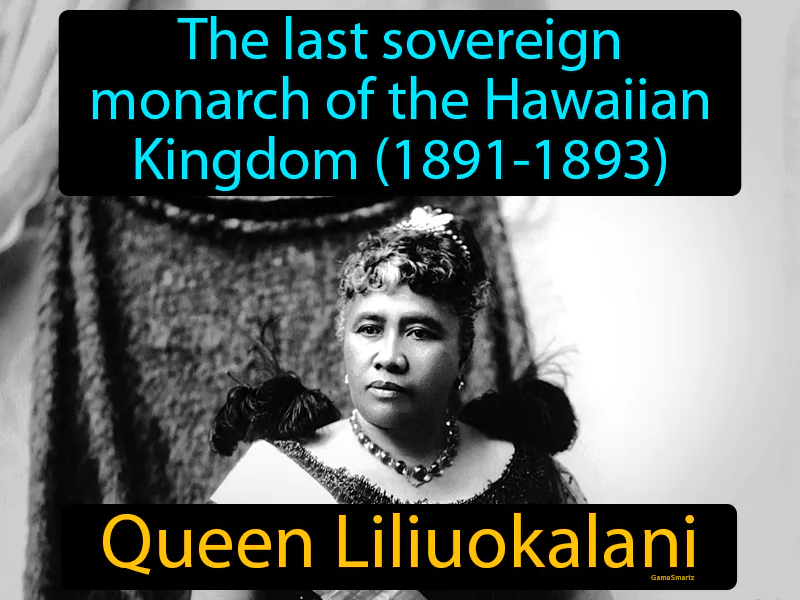 The last sovereign
monarch of the Hawaiian
Kingdom (1891-1893)
Queen Liliuokalani
GameSmartz